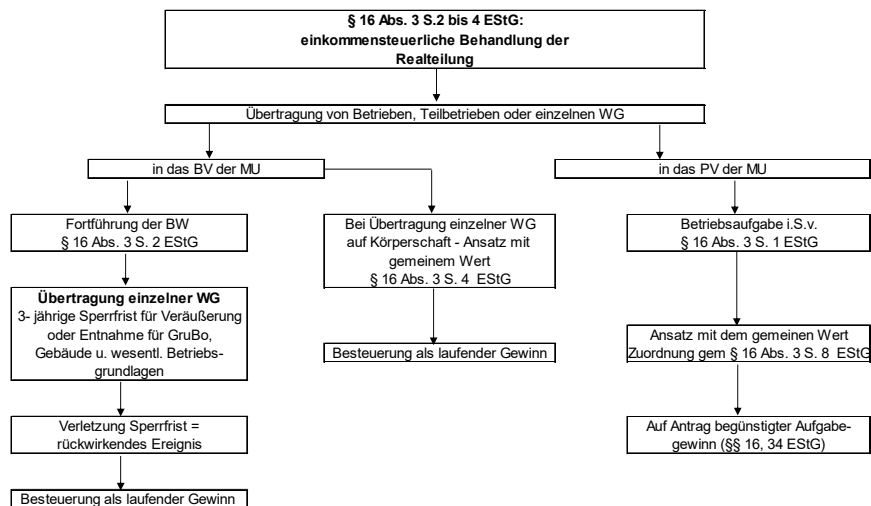 § 16 Abs. 3 S.2 bis 4 EStG:
einkommensteuerliche Behandlung der
Realteilung
Übertragung von Betrieben, Teilbetrieben oder einzelnen WG
in das BV der MU
in das PV der MU
Fortführung der BW
§ 16 Abs. 3 S. 2 EStG
Bei Übertragung einzelner WG
auf Körperschaft - Ansatz mit
gemeinem Wert
§ 16 Abs. 3 S. 4 EStG
Betriebsaufgabe i.S.v.
§ 16 Abs. 3 S. 1 EStG
Übertragung einzelner WG
3- jährige Sperrfrist für Veräußerung
oder Entnahme für GruBo,
Gebäude u. wesentl. Betriebs-
grundlagen
Besteuerung als laufender Gewinn
Ansatz mit dem gemeinen Wert
Zuordnung gem § 16 Abs. 3 S. 8 EStG
Verletzung Sperrfrist =
rückwirkendes Ereignis
Auf Antrag begünstigter Aufgabe-
gewinn (§§ 16, 34 EStG)
Besteuerung als laufender Gewinn